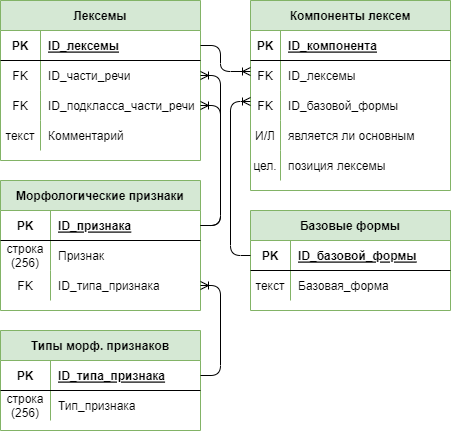 Лексемы
PK ID_лексемы
FK ID_части_речи
FK ID_подкласса_части_речи
текст Комментарий
Компоненты лексем
PK ID_компонента
FK ID_лексемы
FK ID_базовой_формы
И/Л является ли основным
цел. позиция лексемы
Морфологические признаки
PK ID_признака
строка
(256) Признак
FK ID_типа_признака
Базовые формы
PK ID_базовой_формы
текст Базовая_форма
Типы морф. признаков
PK ID_типа_признака
строка
(256) Тип_признака